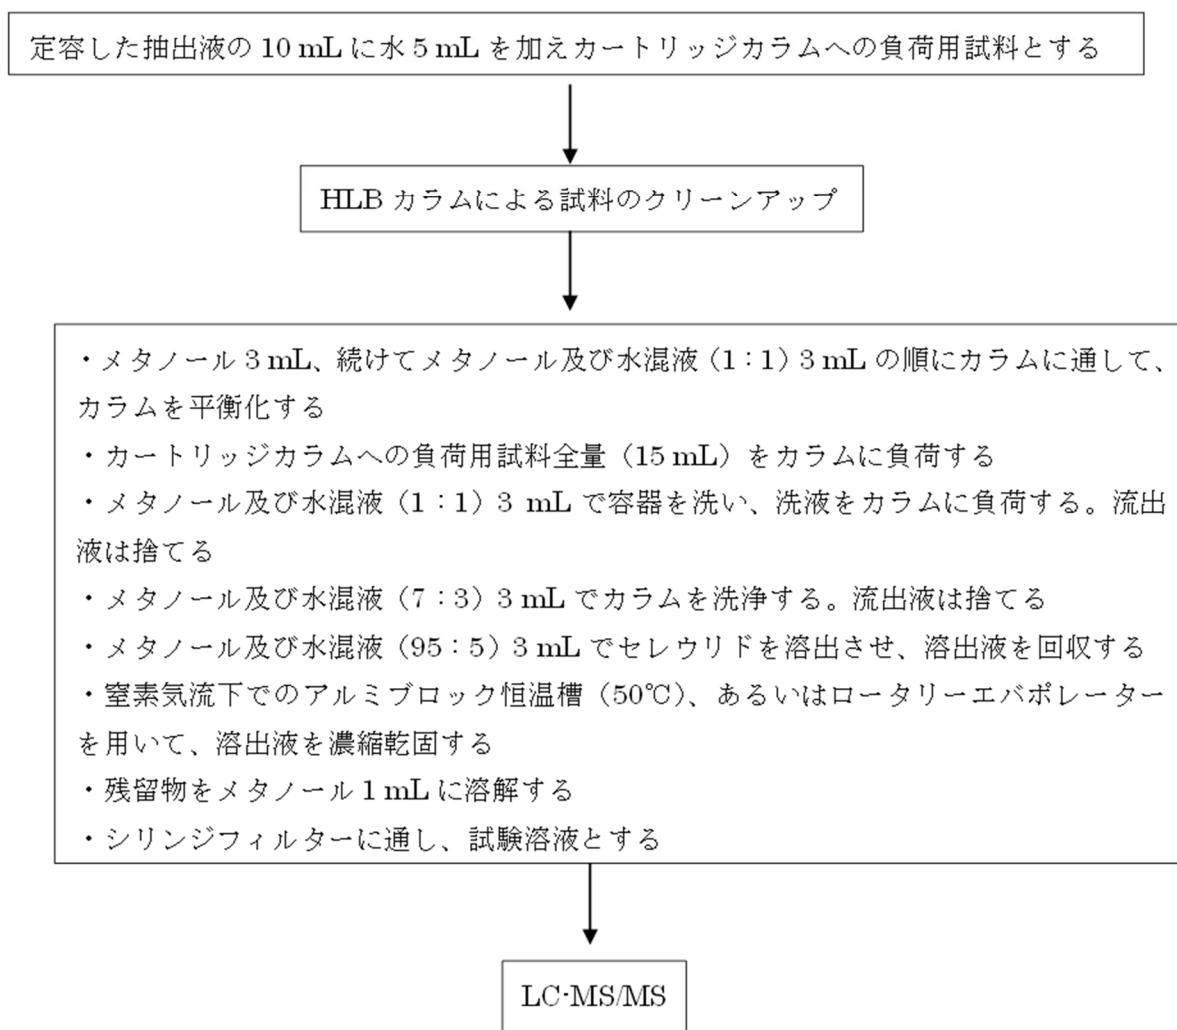 定容した抽出液の 10 mL に水 5 mL を加えカートリッジカラムへの負荷用試料とする
HLB カラムによる試料のクリーンアップ
・メタノール 3 mL、続けてメタノール及び水混液 (1：1) 3 mL の順にカラムに通して、
カラムを平衡化する
・カートリッジカラムへの負荷用試料全量（15 mL）をカラムに負荷する
・メタノール及び水混液（1：1）3 mL で容器を洗い、洗液をカラムに負荷する。流出
液は捨てる
・メタノール及び水混液（7：3）3 mL でカラムを洗浄する。流出液は捨てる
・メタノール及び水混液（95：5）3 mL でセレウリドを溶出させ、溶出液を回収する
・窒素気流下でのアルミブロック恒温槽（50℃）、あるいはロータリーエバポレーター
を用いて、溶出液を濃縮乾固する
・残留物をメタノール 1 mL に溶解する
・シリンジフィルターに通し、試験溶液とする
LC-MS/MS